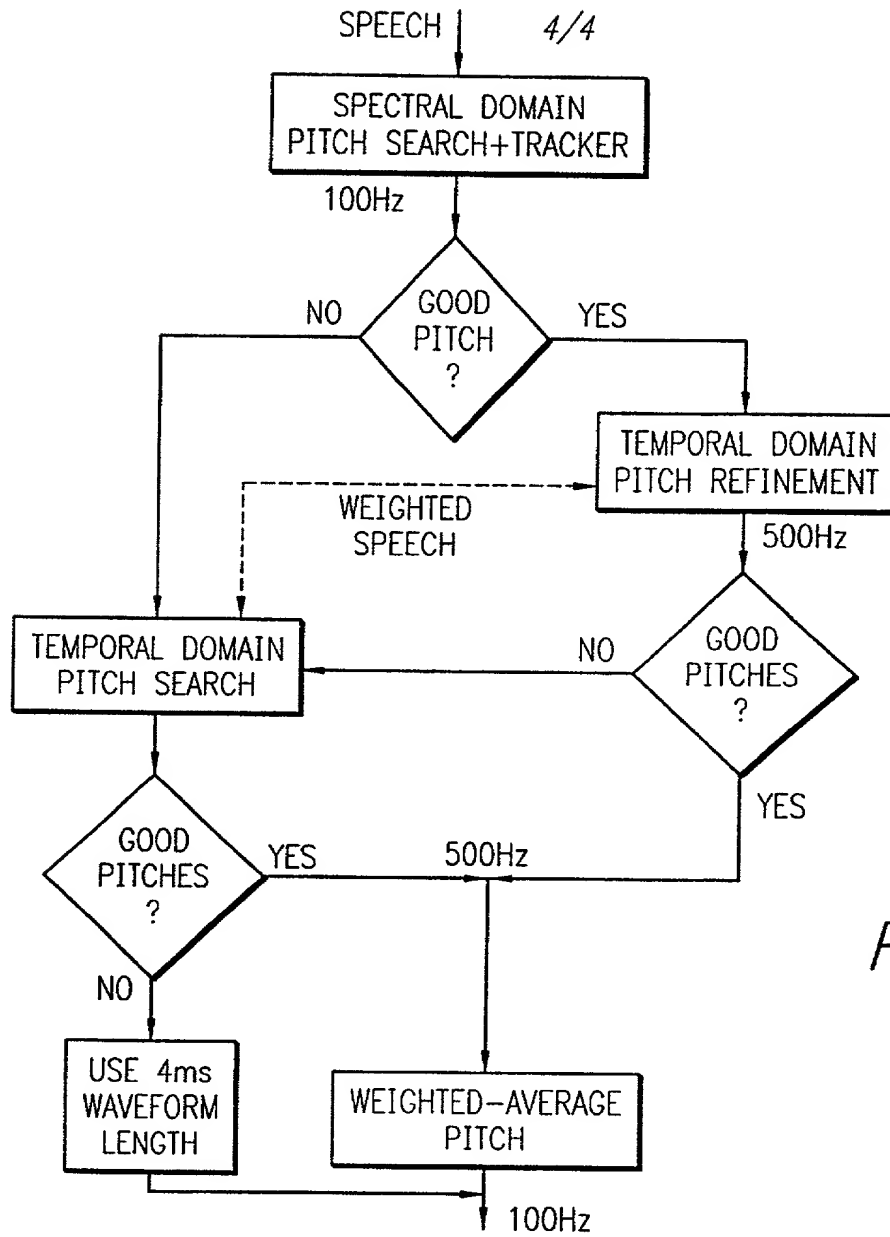 SPEECH 4/4
SPECTRAL DOMAIN
PITCH SEARCH+TRACKER
100Hz
GOOD
PITCH
?
NO
YES
TEMPORAL DOMAIN
PITCH REFINEMENT
WEIGHTED
SPEECH
500Hz
TEMPORAL DOMAIN
PITCH SEARCH
NO
GOOD
PITCHES
?
YES
GOOD
PITCHES
?
YES
500Hz
NO
USE 4ms
WAVEFORM
LENGTH
WEIGHTED-AVERAGE
PITCH
100Hz